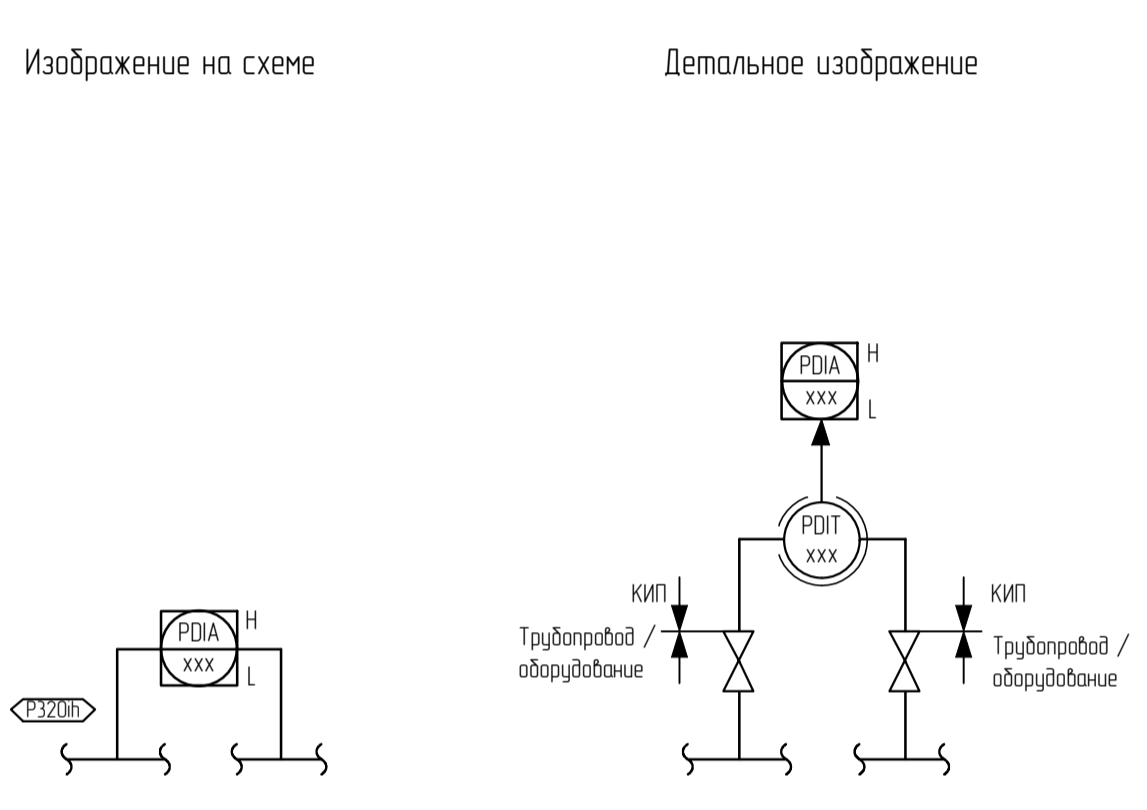 Изображение на схеме
Детальное изображение
PDIA
xxx
H
L
PDIT
xxx
КИП
Трубопровод /
оборудование
КИП
Трубопровод /
оборудование
PDIA
xxx
H
L
P320ih